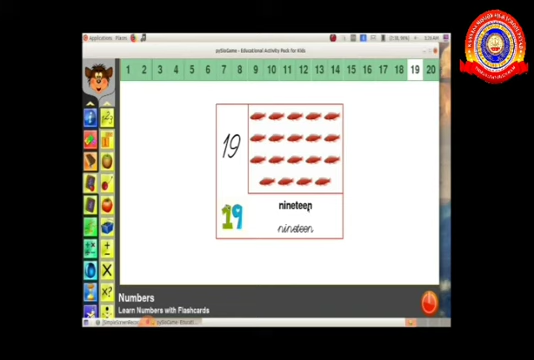 Applications Places
pySioGame - Educational Activity Pack for Kids
1 2 3 4 5 6 7 8 9 10 11 12 13 14 15 16 17 18 19 20
19
19
nineteen
nineteen
Numbers
Learn Numbers with Flashcards